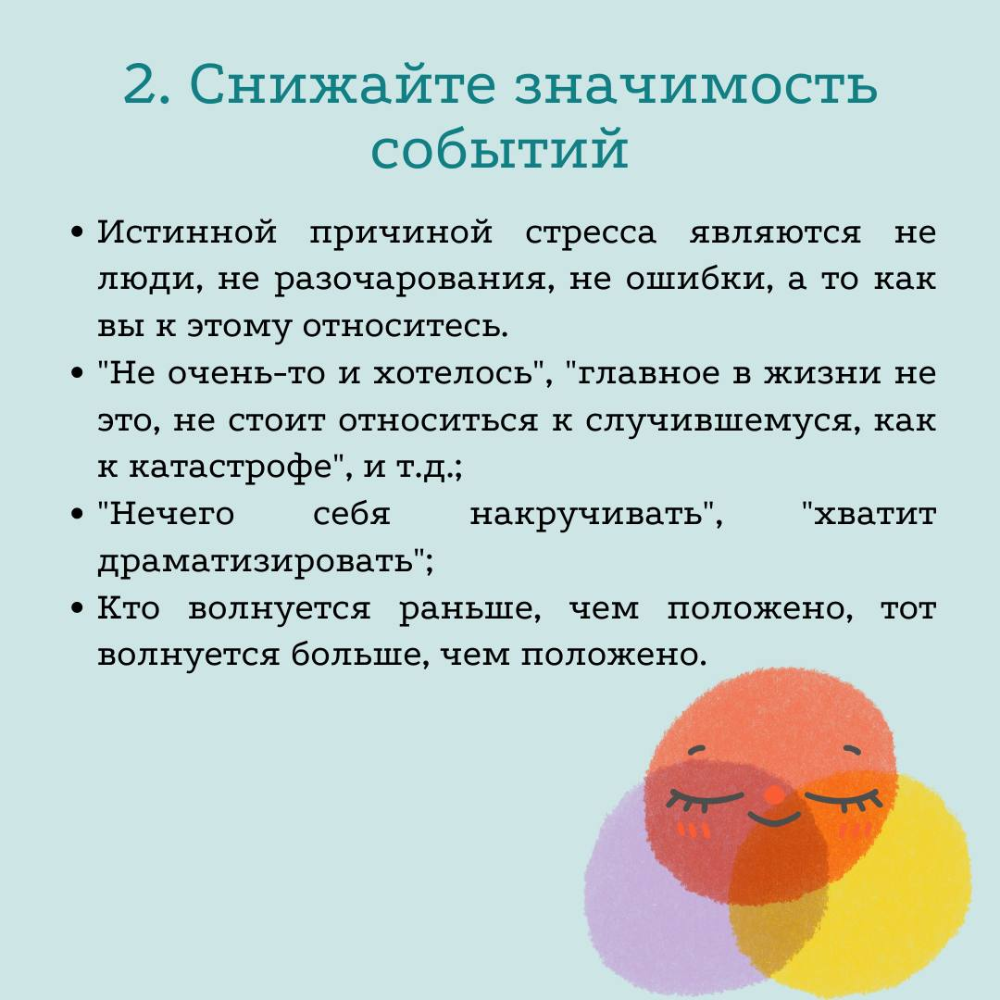 2. Снижайте значимость
событий
• Истинной причиной стресса являются не
люди, не разочарования, не ошибки, а то как
вы к этому относитесь.
• "Не очень-то и хотелось", "главное в жизни не
это, не стоит относиться к случившемуся, как
к катастрофе", и т.д.;
• "Нечего себя накручивать", "хватит
драматизировать";
• Кто волнуется раньше, чем положено, тот
волнуется больше, чем положено.